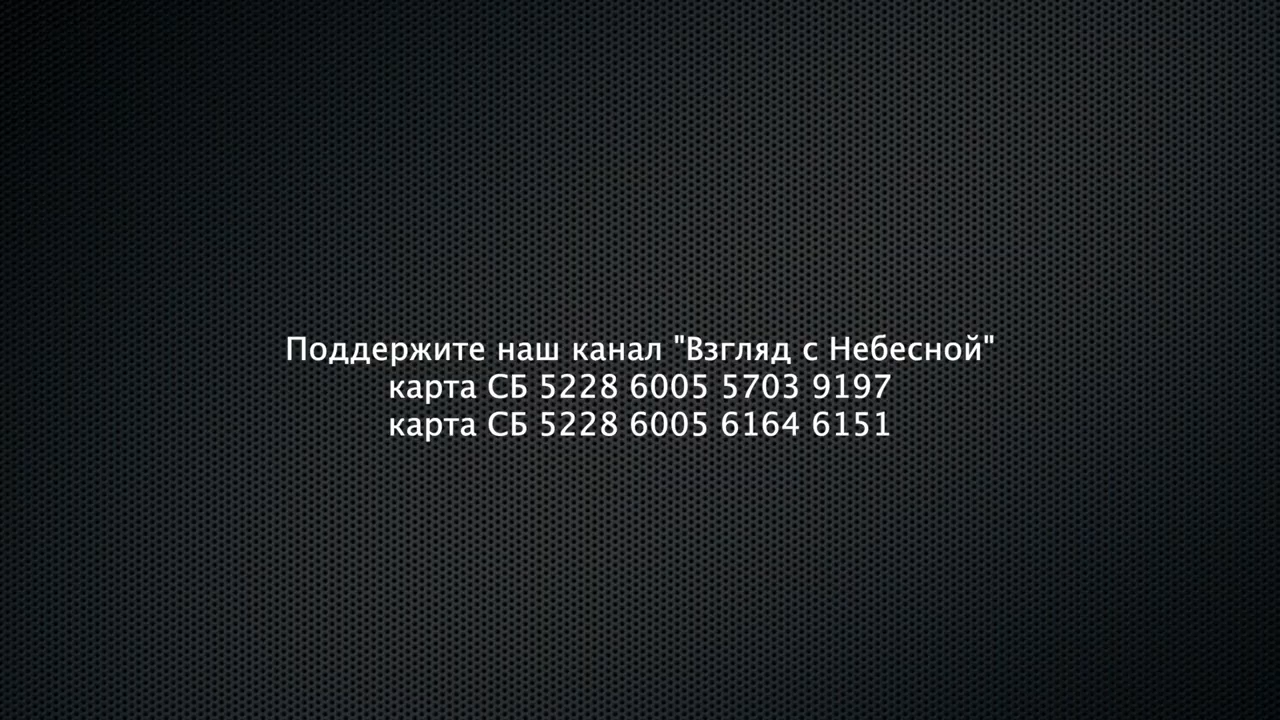 Поддержите наш канал "Взгляд с Небесной"
карта СБ 5228 6005 5703 9197
карта СБ 5228 6005 6164 6151